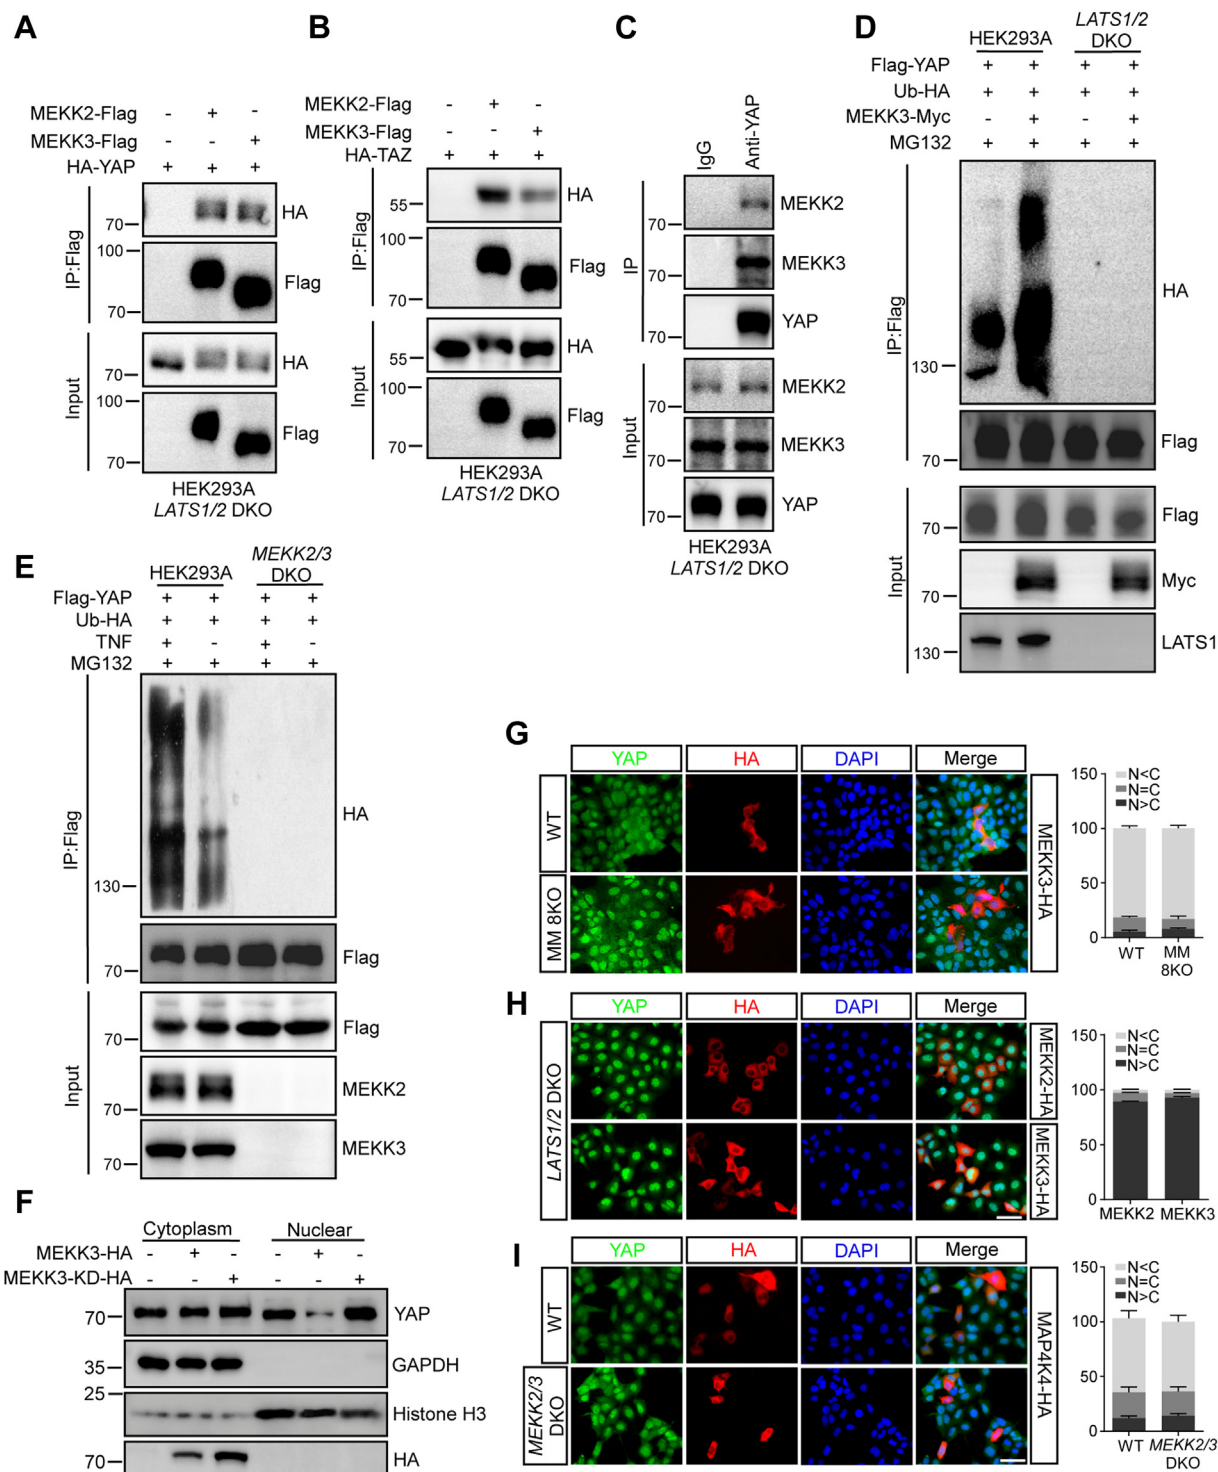 A
MEKK2-Flag - + -
MEKK3-Flag - - +
HA-YAP + + +
IP:Flag
70
HA
100
70
Flag
Input
70
HA
100
70
Flag
HEK293A
LATS1/2 DKO
B
MEKK2-Flag - + -
MEKK3-Flag - - +
HA-TAZ + + +
IP:Flag
55
HA
100
70
Flag
Input
55
HA
100
70
Flag
HEK293A
LATS1/2 DKO
C
IgG
Anti-YAP
IP
70
MEKK2
70
MEKK3
70
YAP
Input
70
MEKK2
70
MEKK3
70
YAP
HEK293A
LATS1/2 DKO
D
HEK293A
LATS1/2
DKO
Flag-YAP + + + +
Ub-HA + + + +
MEKK3-Myc - + - +
MG132 + + + +
IP:Flag
130
HA
70
Flag
Input
70
Flag
70
Myc
130
LATS1
E
HEK293A
MEKK2/3
DKO
Flag-YAP + + + +
Ub-HA + + + +
TNF + - + -
MG132 + + + +
IP:Flag
130
HA
70
Flag
Input
70
Flag
70
MEKK2
70
MEKK3
F
Cytoplasm Nuclear
MEKK3-HA - + - - + -
MEKK3-KD-HA - - + - - +
70
YAP
35
GAPDH
25
Histone H3
70
HA
G
YAP HA DAPI Merge
WT
MM 8KO
MEKK3-HA
150
100
50
0
N<C
N=C
N>C
WT MM
8KO
H
YAP HA DAPI Merge
LATS1/2 DKO
MEKK2-HA
MEKK3-HA
150
100
50
0
N<C
N=C
N>C
MEKK2 MEKK3
I
YAP HA DAPI Merge
WT
MEKK2/3
DKO
MAP4K4-HA
150
100
50
0
N<C
N=C
N>C
WT MEKK2/3
DKO